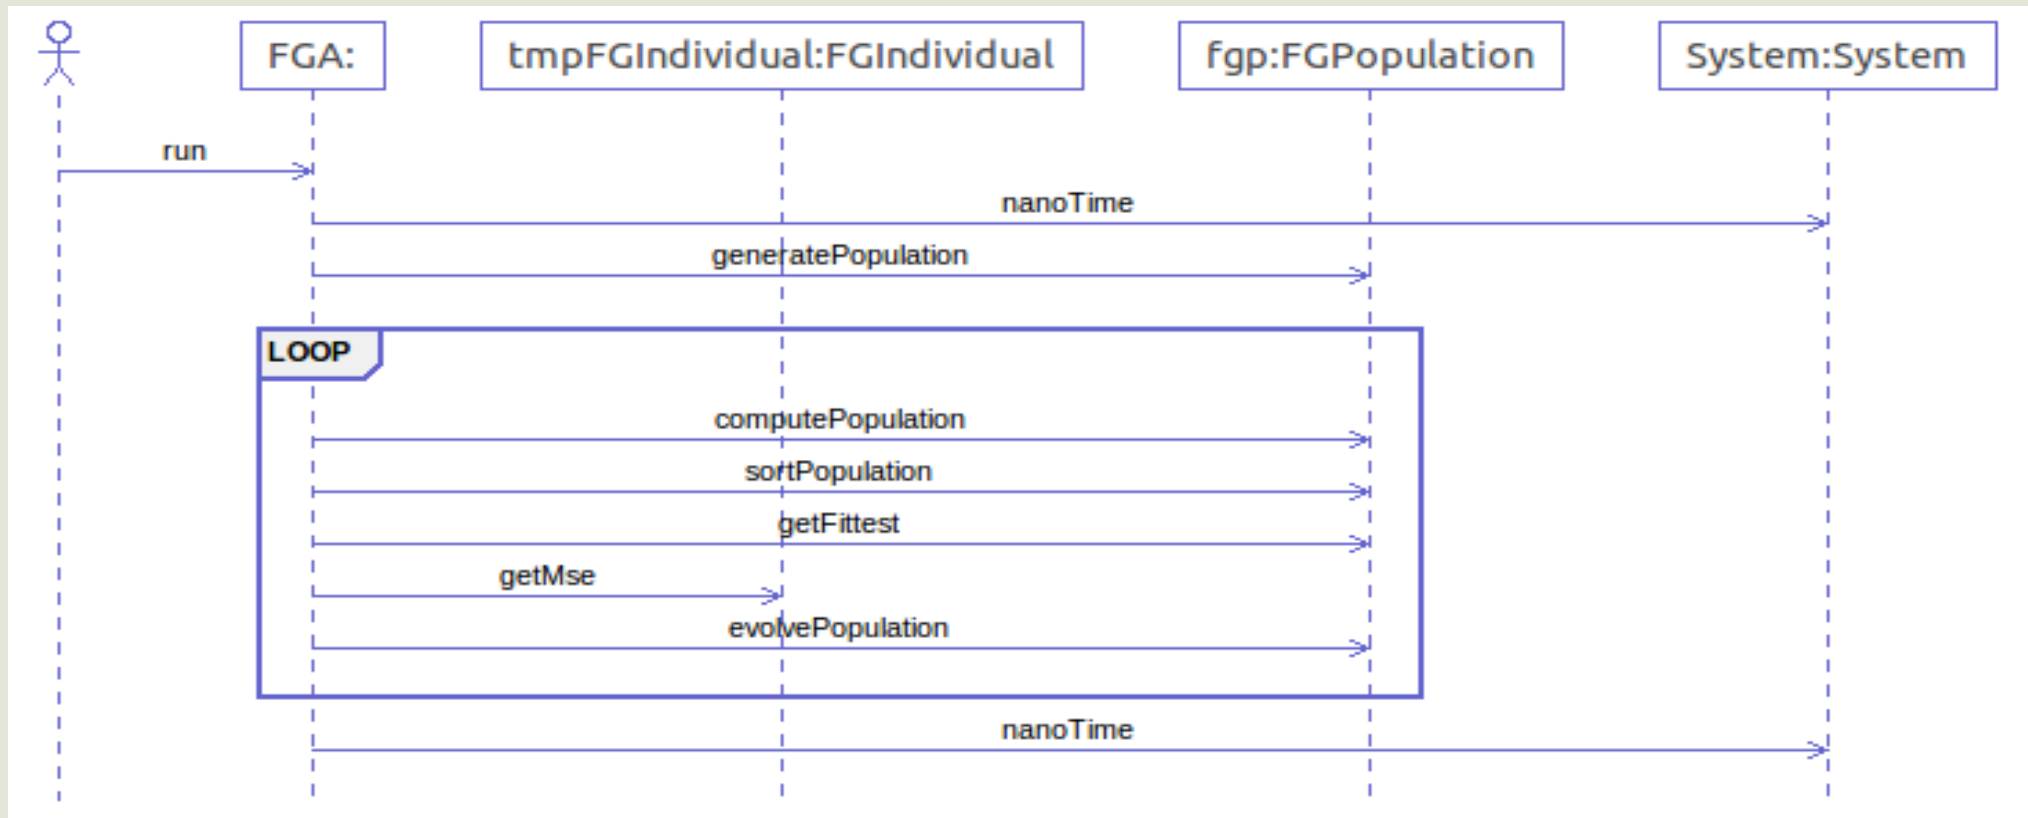 FGA:
tmpFGIndividual:FGIndividual
fgp:FGPopulation
System:System
run
nanoTime
generatePopulation
LOOP
computePopulation
sortPopulation
getFittest
getMse
evolvePopulation
nanoTime